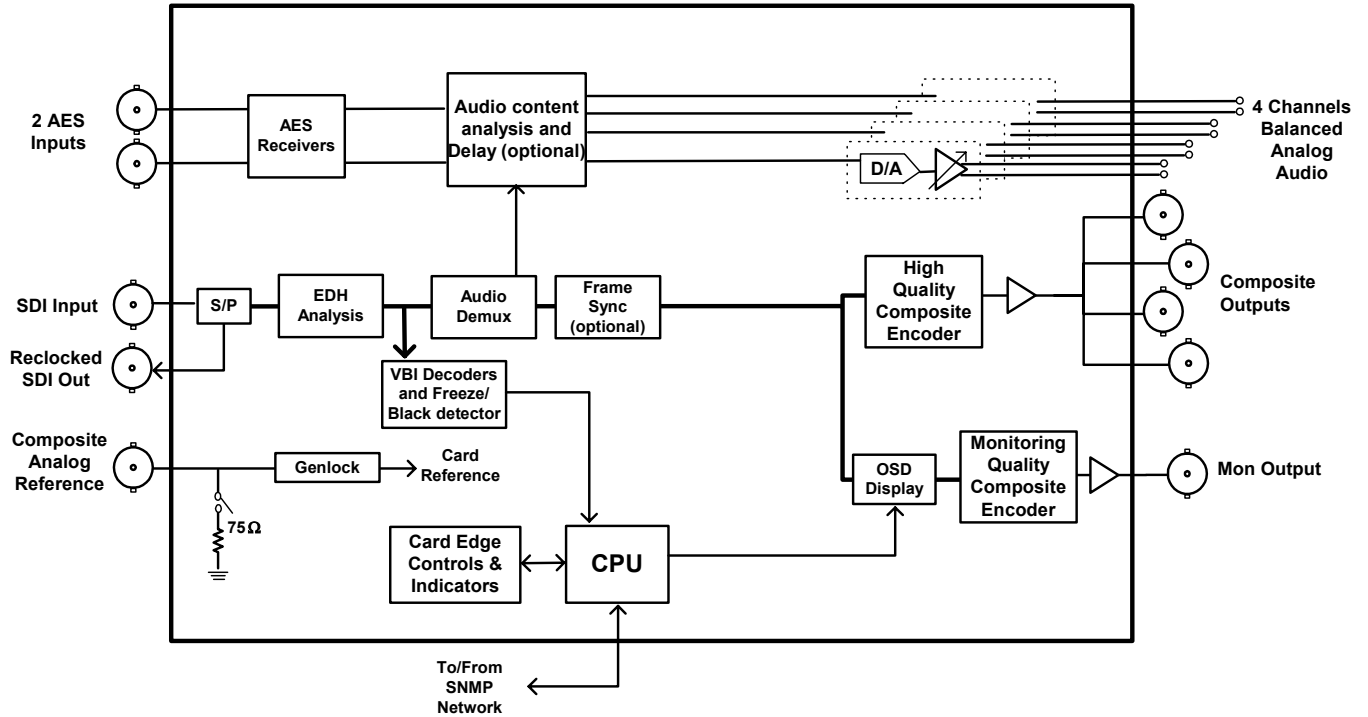 2 AES
Inputs
AES
Receivers
Audio content
analysis and
Delay (optional)
D/A
4 Channels
Balanced
Analog
Audio
SDI Input
S/P
EDH
Analysis
Audio
Demux
Frame
Sync
(optional)
High
Quality
Composite
Encoder
Composite
Outputs
Reclocked
SDI Out
VBI Decoders
and Freeze/
Black detector
Composite
Analog
Reference
Genlock
Card
Reference
75Ω
OSD
Display
Monitoring
Quality
Composite
Encoder
Mon Output
Card Edge
Controls &
Indicators
CPU
To/From
SNMP
Network